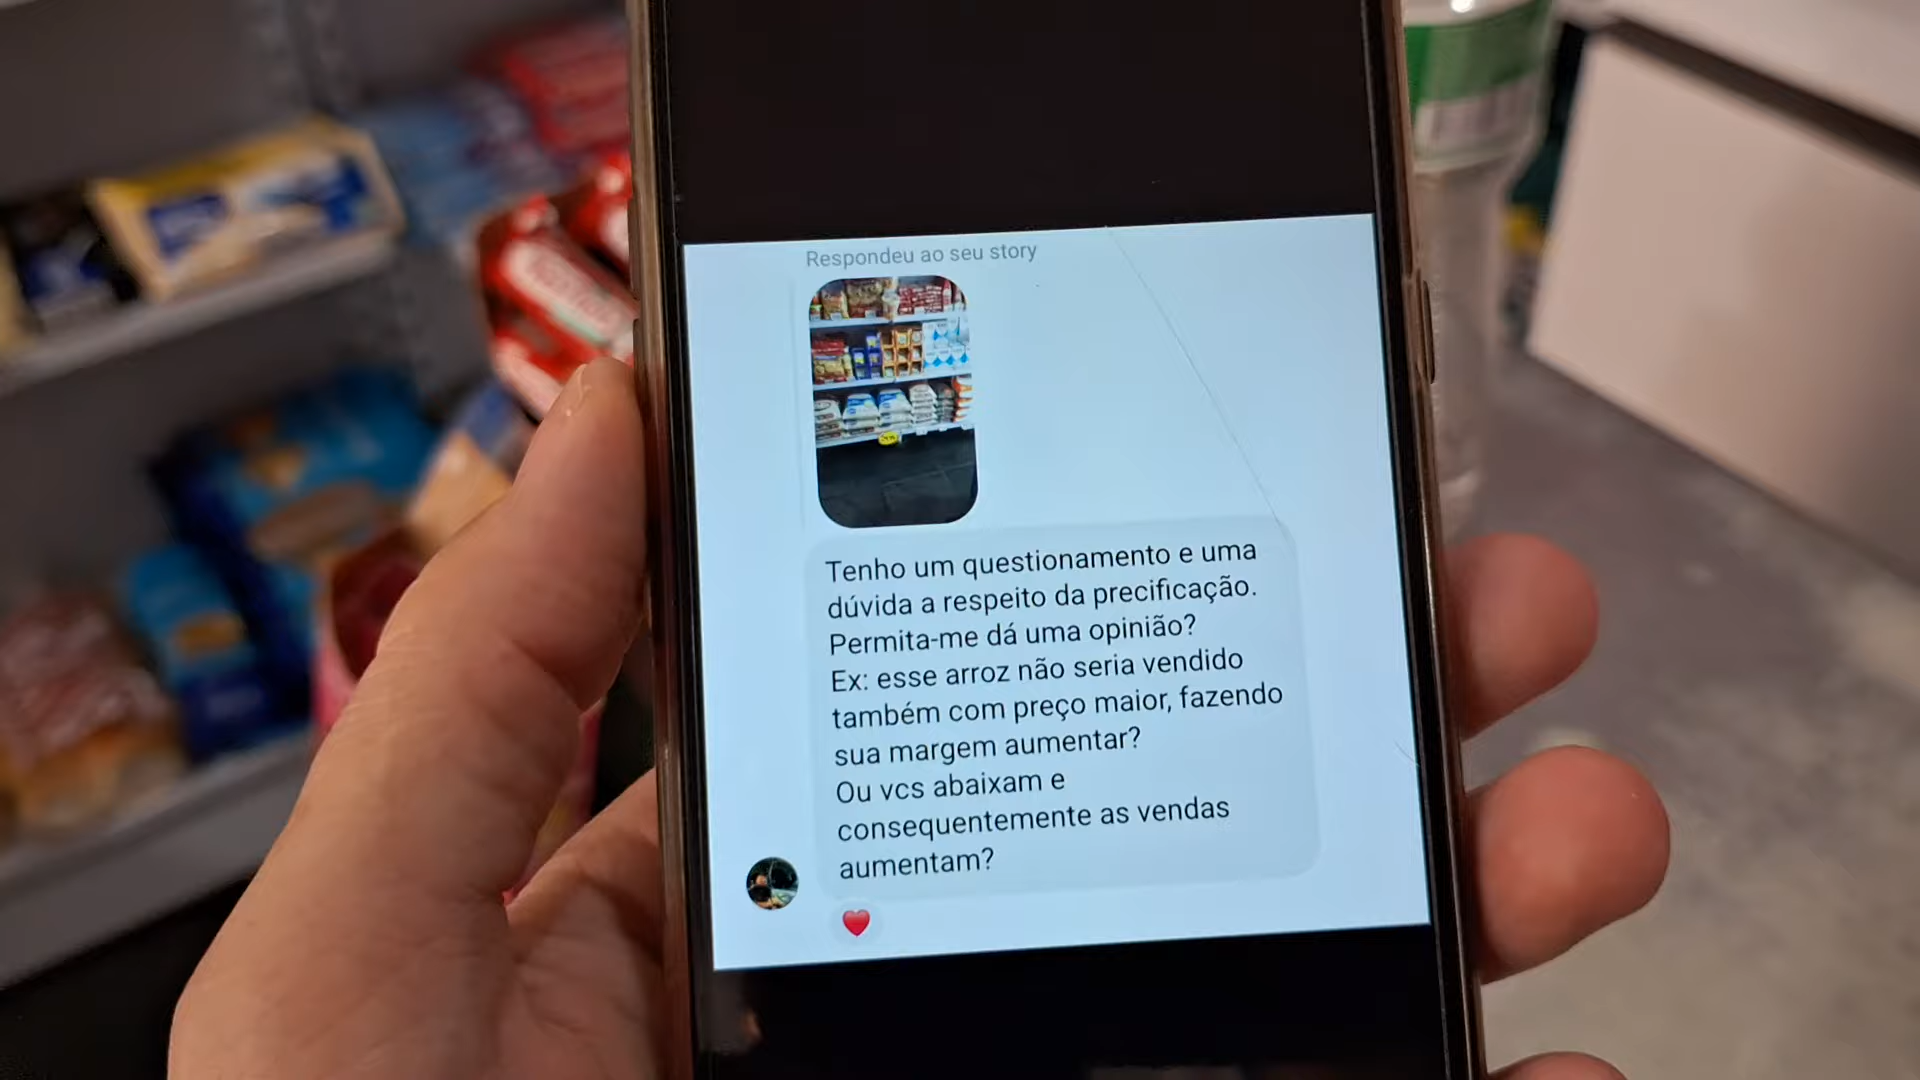 Respondeu ao seu story
Tenho um questionamento e uma
dúvida a respeito da precificação.
Permita-me dá uma opinião?
Ex: esse arroz não seria vendido
também com preço maior, fazendo
sua margem aumentar?
Ou vcs abaixam e
consequentemente as vendas
aumentam?